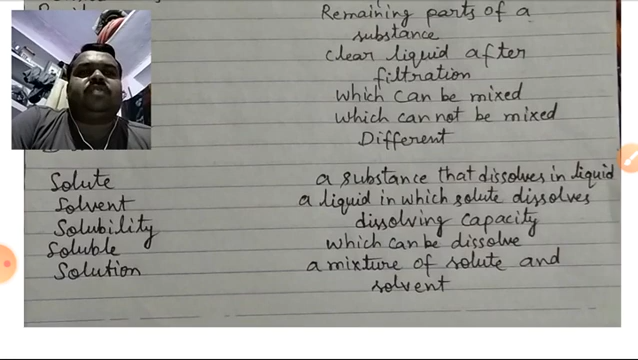 Remaining parts of a
substance
clear liquid after
filtration
which can be mixed
which can not be mixed
Different
Solute a substance that dissolves in liquid
Solvent a liquid in which solute dissolves
Solubility dissolving capacity
Soluble which can be dissolve
Solution a mixture of solute and
solvent